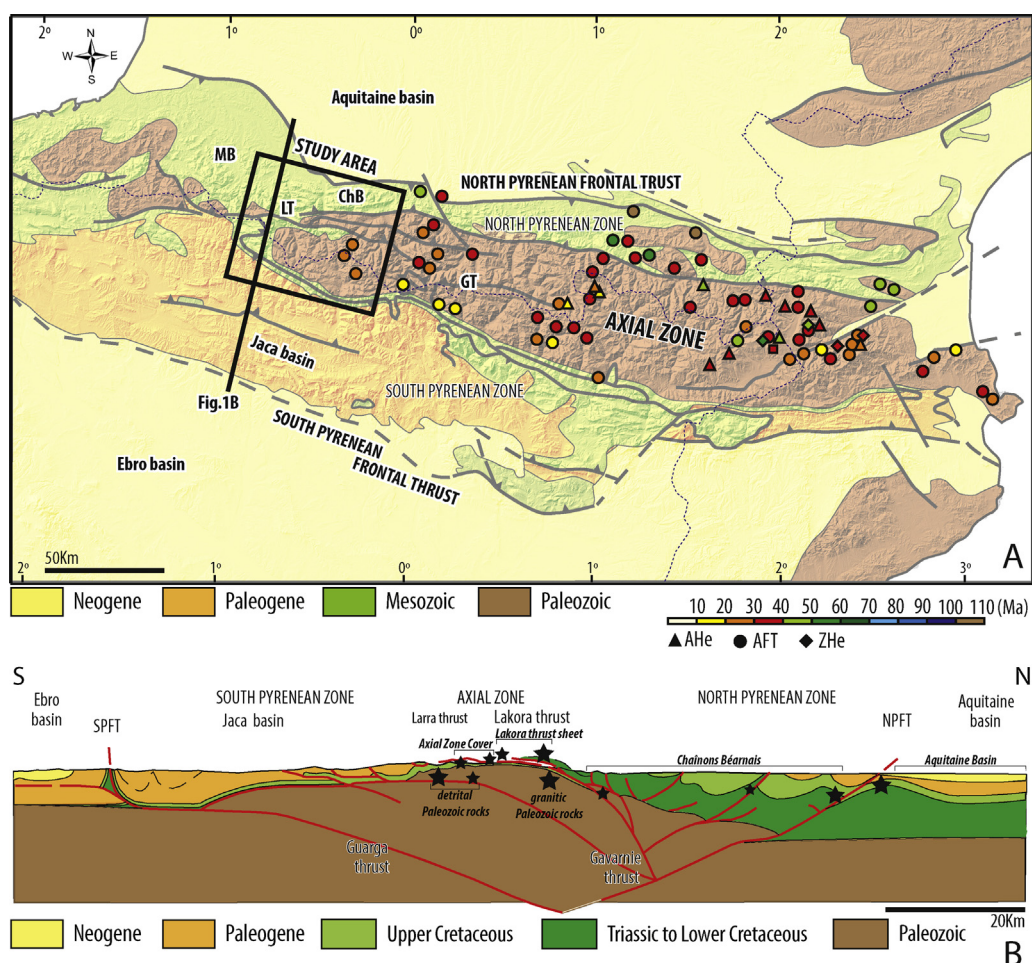 2° 1° 0° 1° 2°
N
W E
S
Aquitaine basin
MB
STUDY AREA
ChB
NORTH PYRENEAN FRONTAL TRUST
LT
NORTH PYRENEAN ZONE
GT
AXIAL ZONE
Jaca basin
SOUTH PYRENEAN ZONE
Fig.1B
SOUTH PYRENEAN
FRONTAL THRUST
Ebro basin
50Km
A
2° 1° 0° 1° 2° 3°
Neogene Paleogene Mesozoic Paleozoic
10 20 30 40 50 60 70 80 90 100 110 (Ma)
AHe AFT ZHe
S N
Ebro
basin
SPFT
SOUTH PYRENEAN ZONE
Jaca basin
AXIAL ZONE
Larra thrust
Lakora thrust
Lakora thrust sheet
Axial Zone Cover
NORTH PYRENEAN ZONE
NPFT
Aquitaine
basin
Chaînons Béarnais
Aquitaine Basin
detrital
Paleozoic rocks
granitic
Paleozoic rocks
Guarga
thrust
Gavarnie
thrust
20Km
Neogene Paleogene Upper Cretaceous Triassic to Lower Cretaceous Paleozoic
B